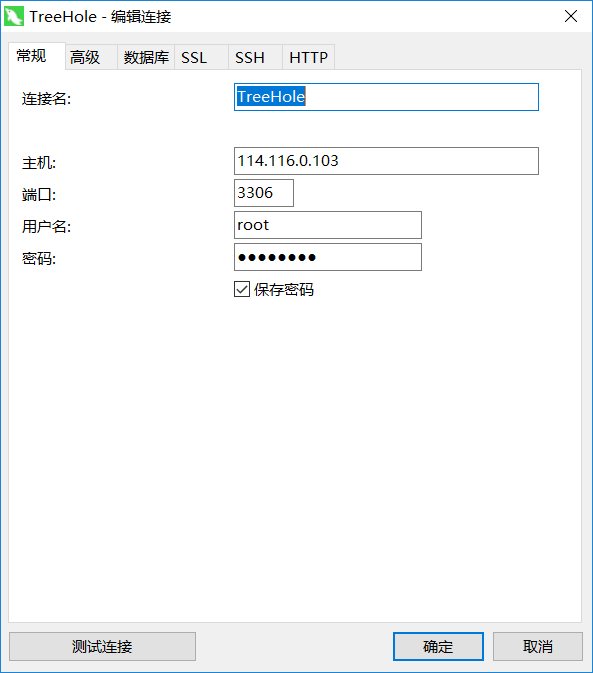 TreeHole - 编辑连接
常规 高级 数据库 SSL SSH HTTP
连接名: TreeHole
主机: 114.116.0.103
端口: 3306
用户名: root
密码: ●●●●●●●●
保存密码
测试连接 确定 取消